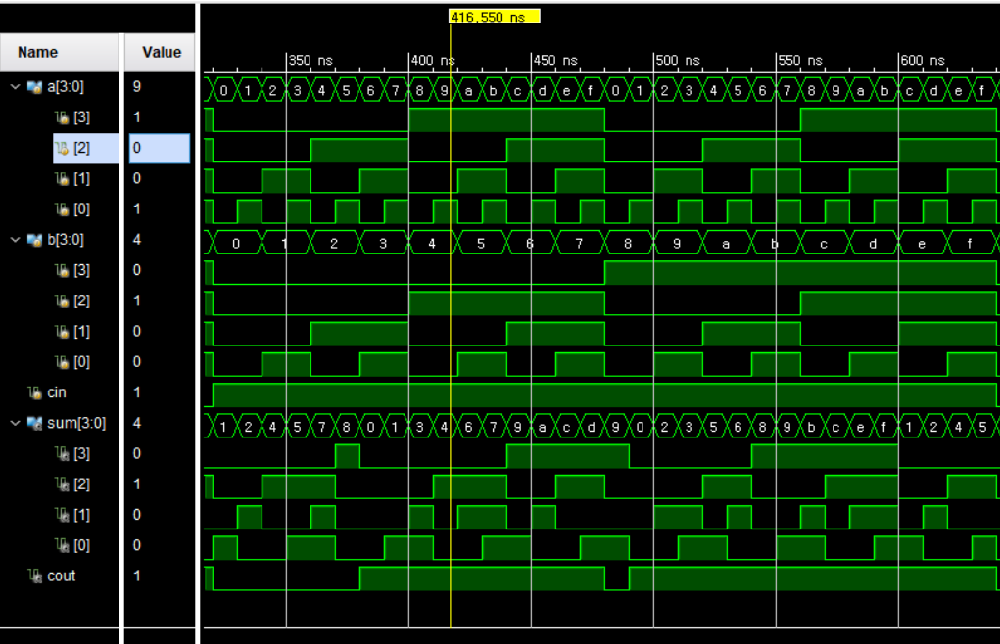 416,550 ns
Name Value
350 ns 400 ns 450 ns 500 ns 550 ns 600 ns
a[3:0] 9 0 1 2 3 4 5 6 7 8 9 a b c d e f 0 1 2 3 4 5 6 7 8 9 a b c d e f
[3] 1
[2] 0
[1] 0
[0] 1
b[3:0] 4 0 1 2 3 4 5 6 7 8 9 a b c d e f
[3] 0
[2] 1
[1] 0
[0] 0
cin 1
sum[3:0] 4 1 2 4 5 7 8 0 1 3 4 6 7 9 a c d 9 0 2 3 5 6 8 9 b c e f 1 2 4 5
[3] 0
[2] 1
[1] 0
[0] 0
cout 1